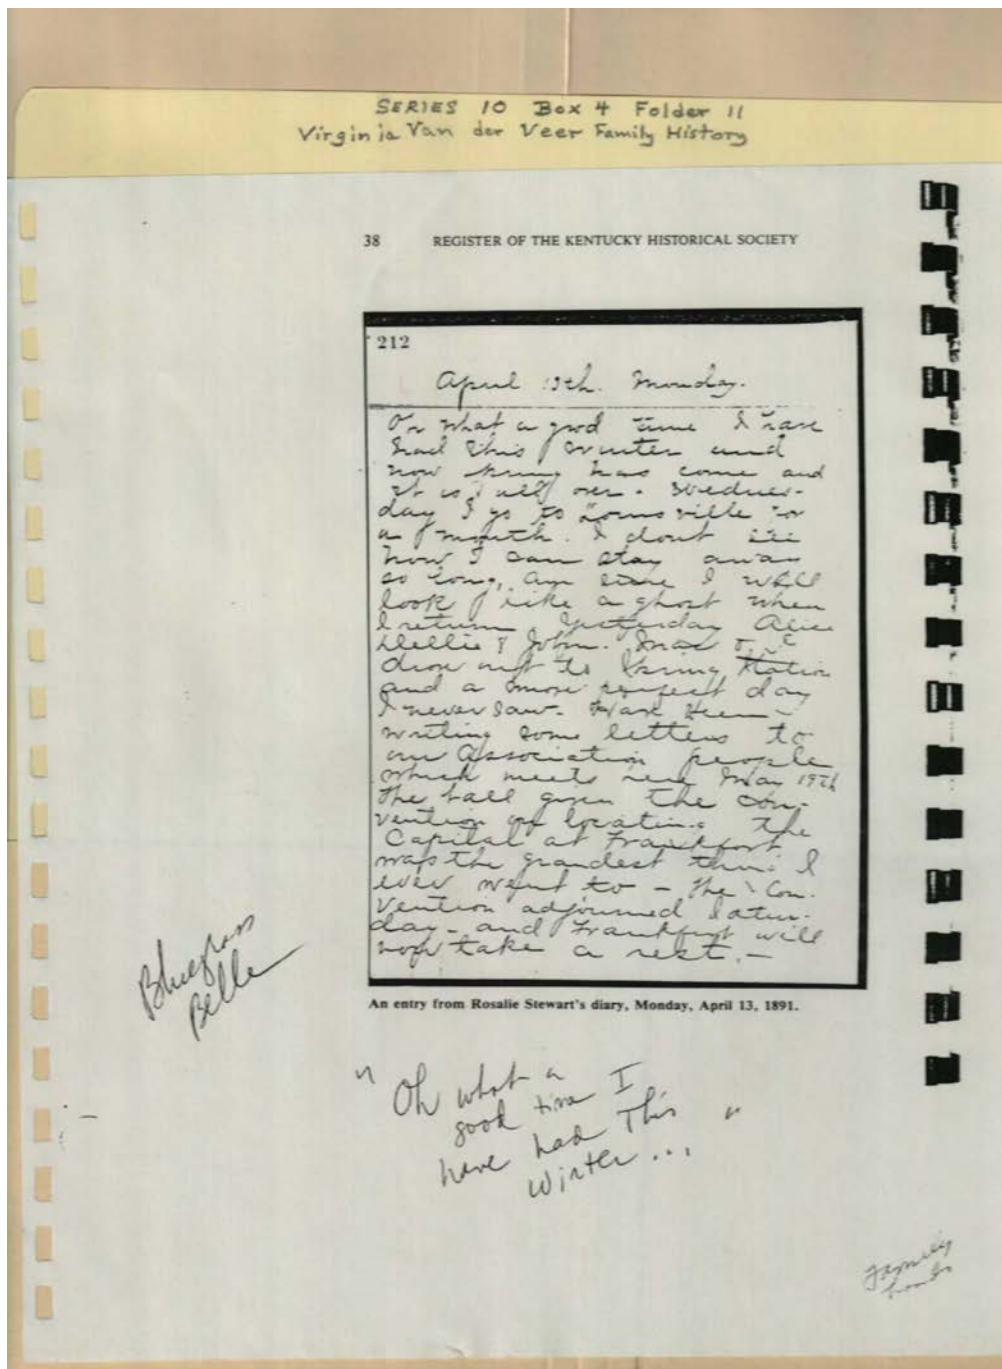 SERIES 10 Box 4 Folder 11
Virginia Van der Veer Family History
38 REGISTER OF THE KENTUCKY HISTORICAL SOCIETY
212
April 13th. Monday.
Oh what a good time I have
had this winter and
now spring has come and
it is all over. Wednes-
day I go to Louisville for
a month. I dont see
how I can stay away
so long, am sure I will
look like a ghost when
I return. Yesterday Alice
Nellie & John. 
drove out to Spring Station
and a more perfect day
I never saw. Have been
writing some letters to
our Association people
which meets here May 19th
The ball given the Con-
vention on locating the
Capital at Frankfort
was the grandest thing I
ever went to - The Con-
vention adjourned Satur-
day - and Frankfort will
now take a rest. -
An entry from Rosalie Stewart's diary, Monday, April 13, 1891.
Bluegrass
Belle
"Oh what a
good time I
have had This "
winter...
Family